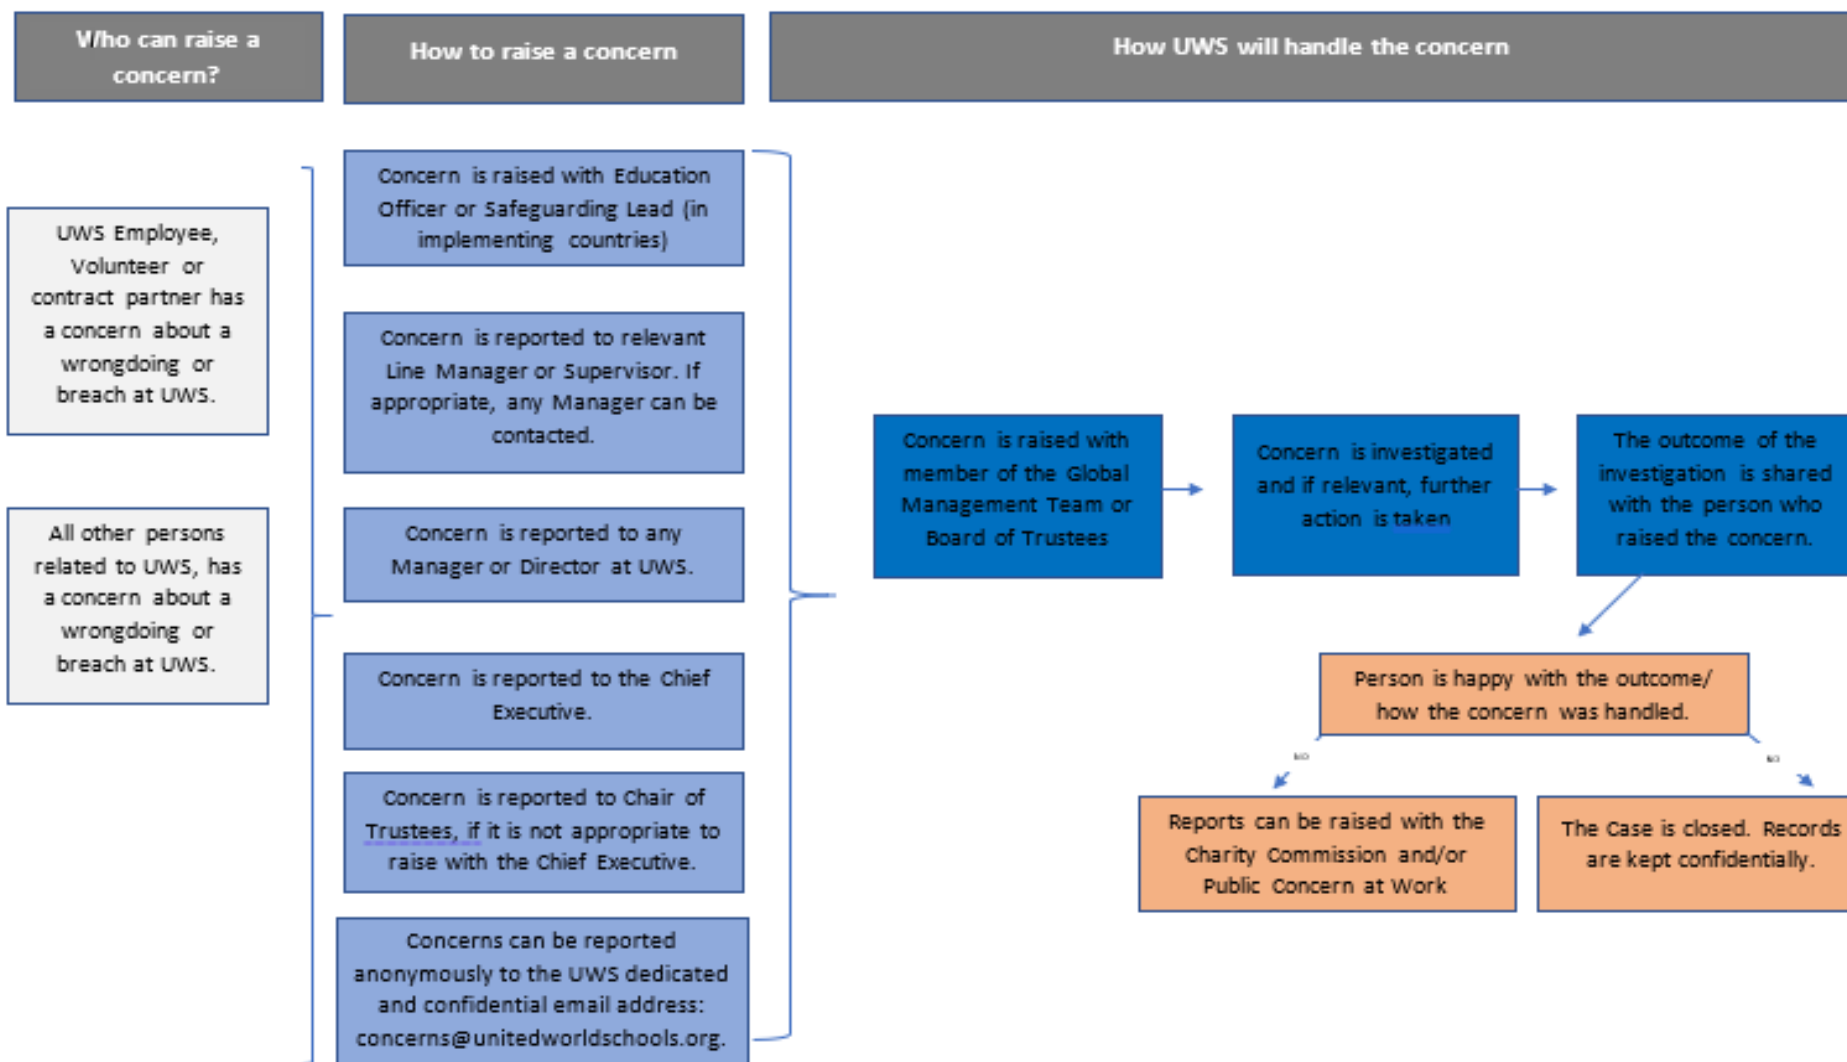 Who can raise a
concern?
How to raise a concern
How UWS will handle the concern
UWS Employee,
Volunteer or
contract partner has
a concern about a
wrongdoing or
breach at UWS.
All other persons
related to UWS, has
a concern about a
wrongdoing or
breach at UWS.
Concern is raised with Education
Officer or Safeguarding Lead (in
implementing countries)
Concern is reported to relevant
Line Manager or Supervisor. If
appropriate, any Manager can be
contacted.
Concern is reported to any
Manager or Director at UWS.
Concern is reported to the Chief
Executive.
Concern is reported to Chair of
Trustees, if it is not appropriate to
raise with the Chief Executive.
Concerns can be reported
anonymously to the UWS dedicated
and confidential email address:
concerns@unitedworldschools.org.
Concern is raised with
member of the Global
Management Team or
Board of Trustees
Concern is investigated
and if relevant, further
action is taken
The outcome of the
investigation is shared
with the person who
raised the concern.
Person is happy with the outcome/
how the concern was handled.
NO
NO
Reports can be raised with the
Charity Commission and/or
Public Concern at Work
The Case is closed. Records
are kept confidentially.